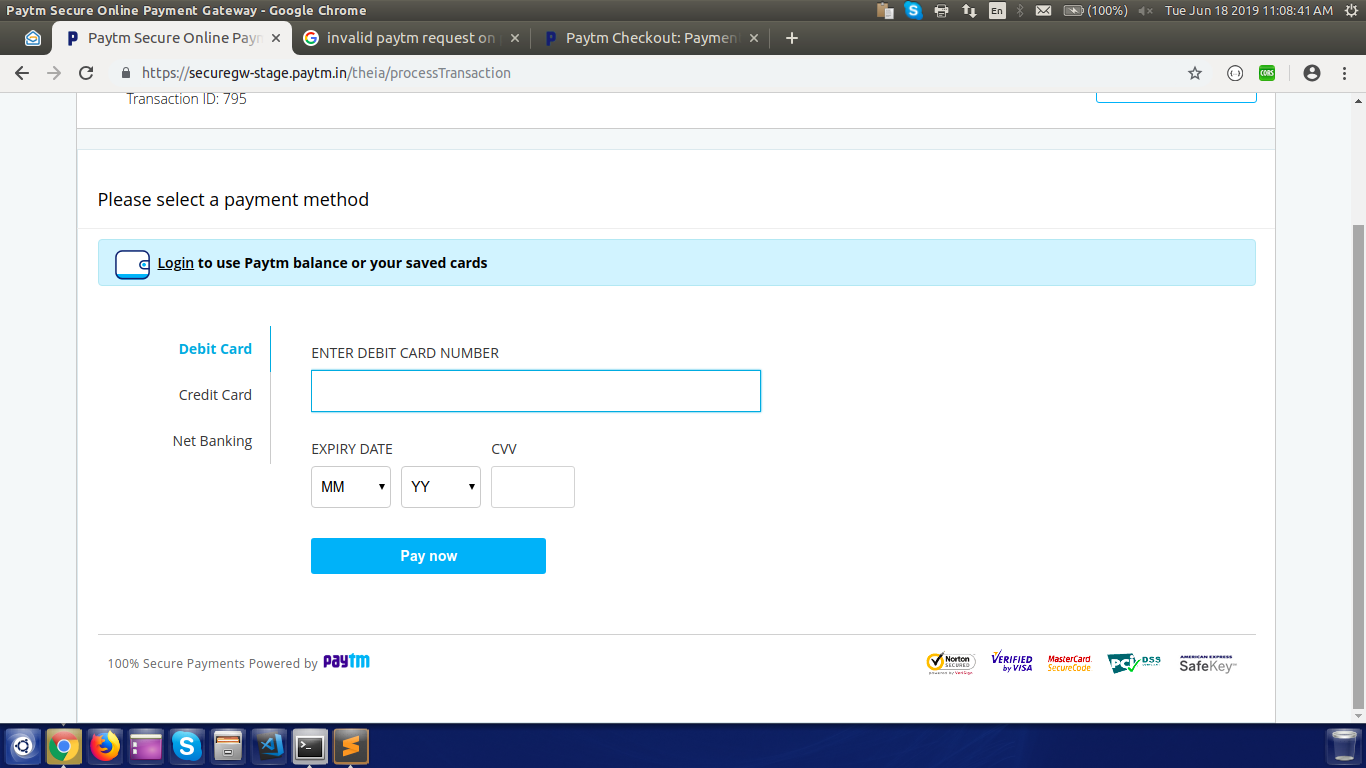 Paytm Secure Online Payment Gateway - Google Chrome
En
(100%)
Tue Jun 18 2019 11:08:41 AM
Paytm Secure Online Payn
invalid paytm request on
Paytm Checkout: Paymen
https://securegw-stage.paytm.in/theia/processTransaction
CORS
Transaction ID: 795
Please select a payment method
Login to use Paytm balance or your saved cards
Debit Card
Credit Card
Net Banking
ENTER DEBIT CARD NUMBER
EXPIRY DATE
CVV
MM
YY
Pay now
100% Secure Payments Powered by paytm
Norton
SECURED
powered by VeriSign
VERIFIED
by VISA
MasterCard.
SecureCode.
PCI DSS
AMERICAN EXPRESS
SafeKey